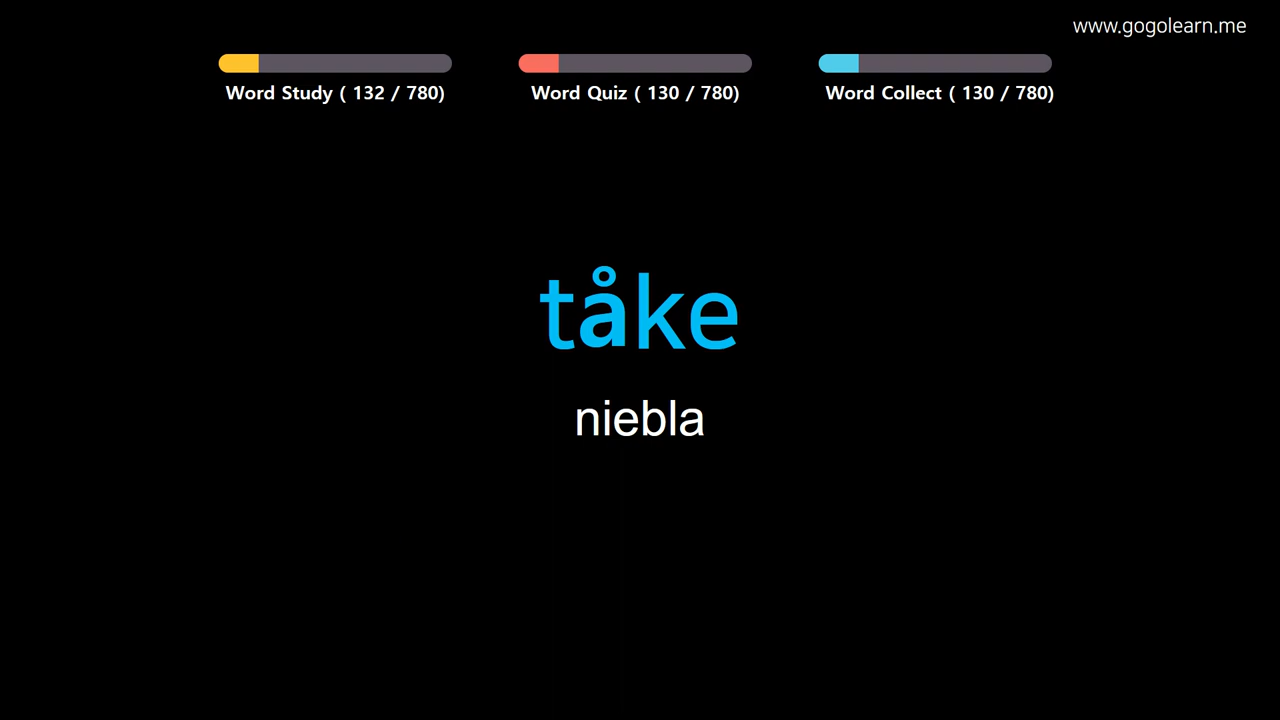 www.gogolearn.me
Word Study ( 132 / 780)
Word Quiz ( 130 / 780)
Word Collect ( 130 / 780)
tåke
niebla